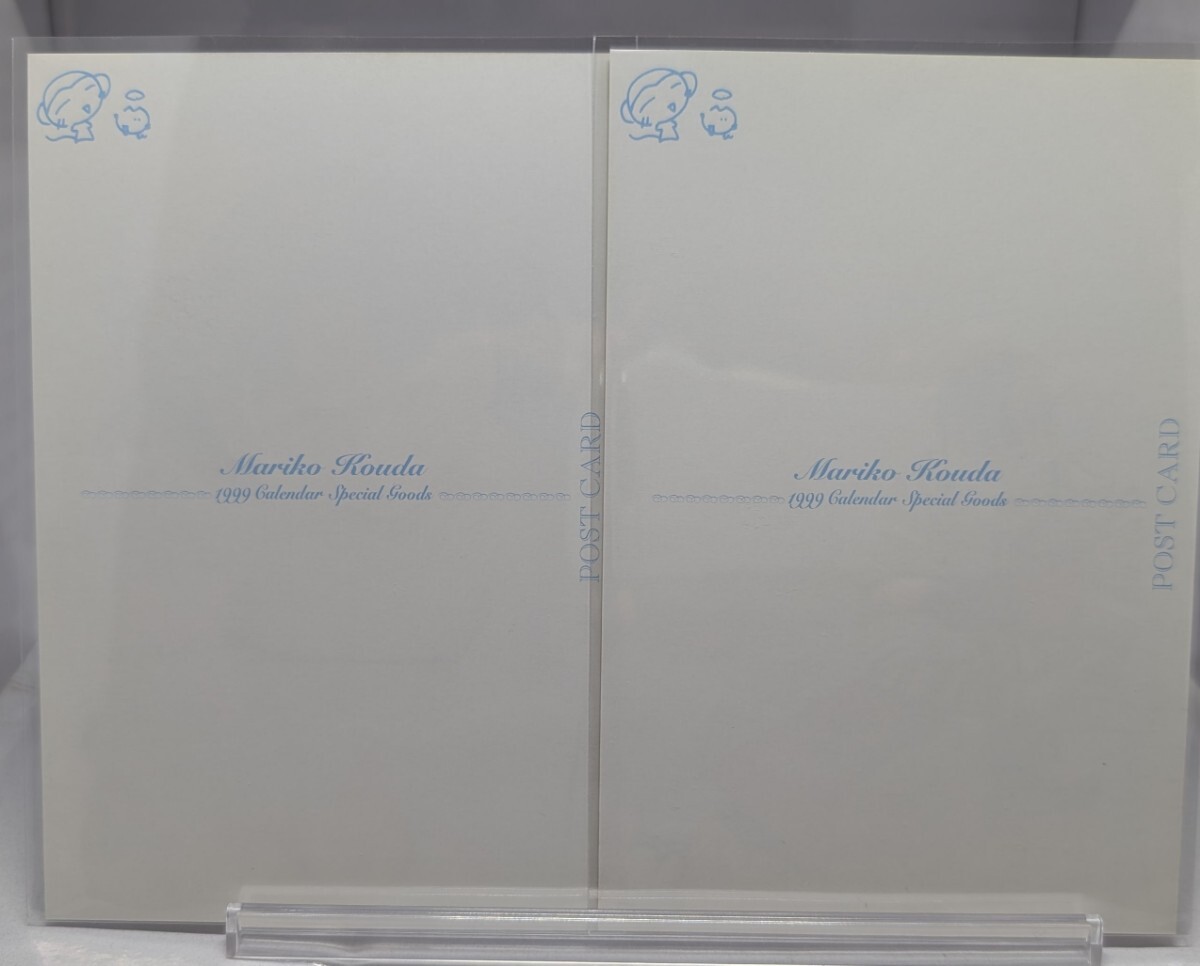 Mariko Kouda
1999 Calendar Special Goods
POST CARD
Mariko Kouda
1999 Calendar Special Goods
POST CARD